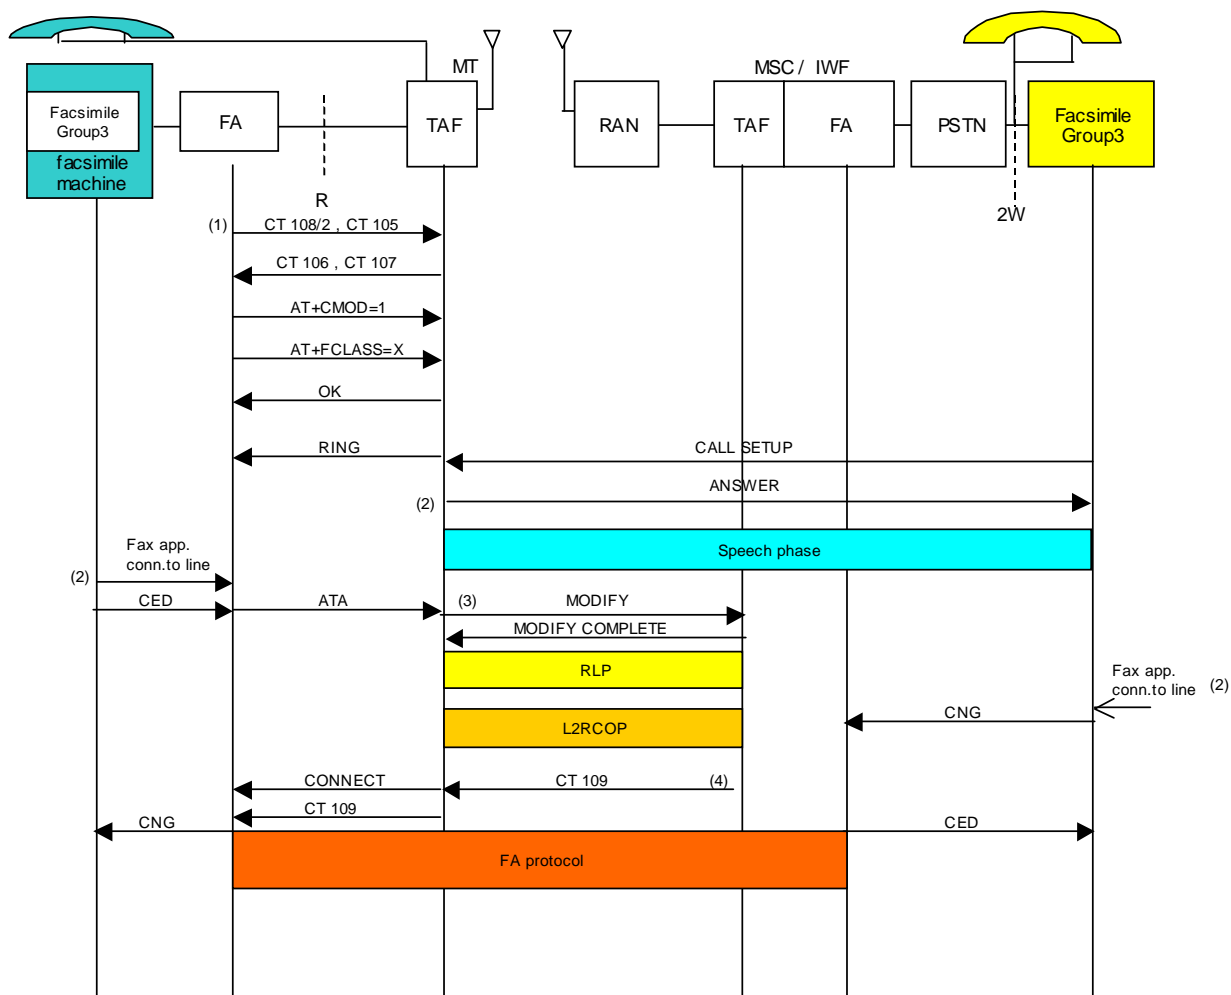 MT
MSC / IWF
Facsimile
Group3
facsimile
machine
FA
TAF
RAN
TAF
FA
PSTN
Facsimile
Group3
R
2W
(1)
CT 108/2 , CT 105
CT 106 , CT 107
AT+CMOD=1
AT+FCLASS=X
OK
RING
CALL SETUP
(2)
ANSWER
Speech phase
Fax app.
conn.to line
(2)
CED
ATA
(3)
MODIFY
MODIFY COMPLETE
RLP
Fax app.
conn.to line
(2)
CNG
L2RCOP
CONNECT
CT 109
(4)
CT 109
CNG
CED
FA protocol